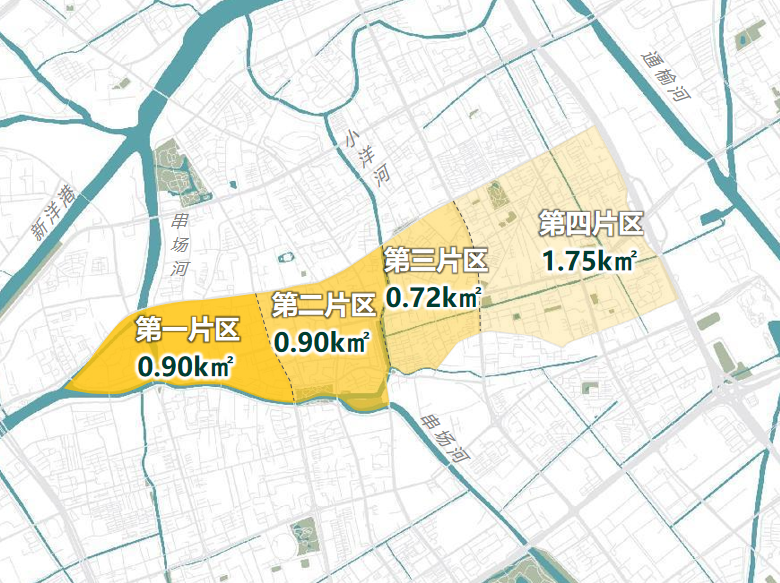 通榆河
小洪河
新洋港
串场河
第四片区
1.75k㎡
第三片区
0.72k㎡
第二片区
0.90k㎡
第一片区
0.90k㎡
串场河